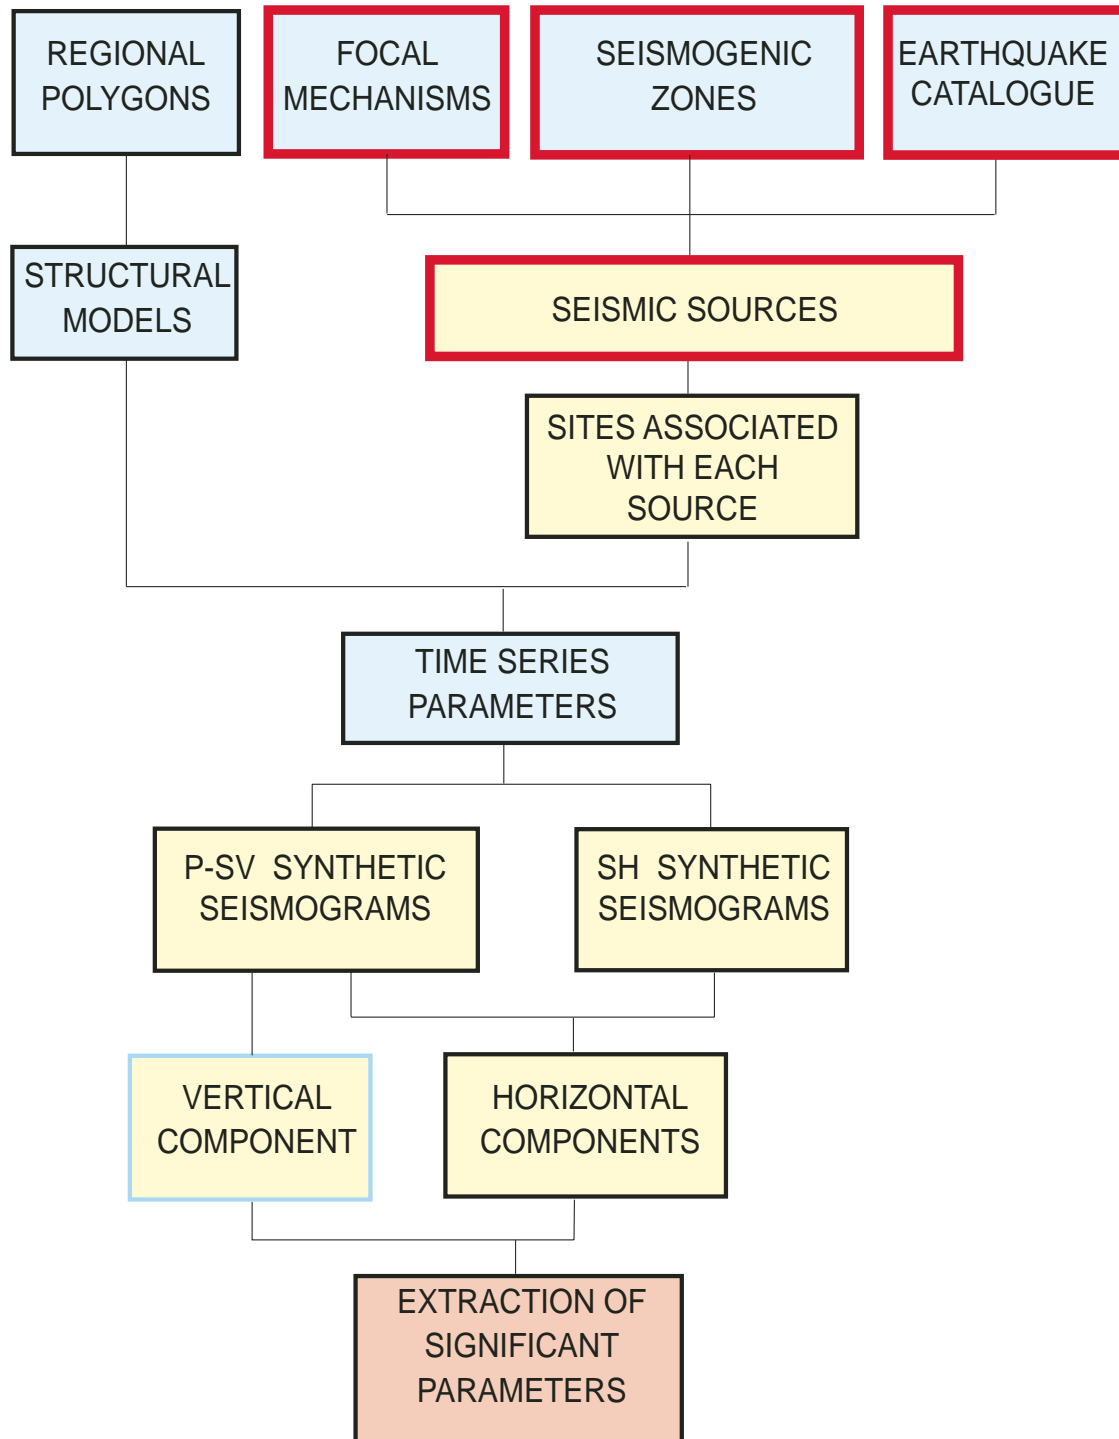 REGIONAL
POLYGONS
FOCAL
MECHANISMS
SEISMOGENIC
ZONES
EARTHQUAKE
CATALOGUE
STRUCTURAL
MODELS
SEISMIC SOURCES
SITES ASSOCIATED
WITH EACH
SOURCE
TIME SERIES
PARAMETERS
P-SV SYNTHETIC
SEISMOGRAMS
SH SYNTHETIC
SEISMOGRAMS
VERTICAL
COMPONENT
HORIZONTAL
COMPONENTS
EXTRACTION OF
SIGNIFICANT
PARAMETERS